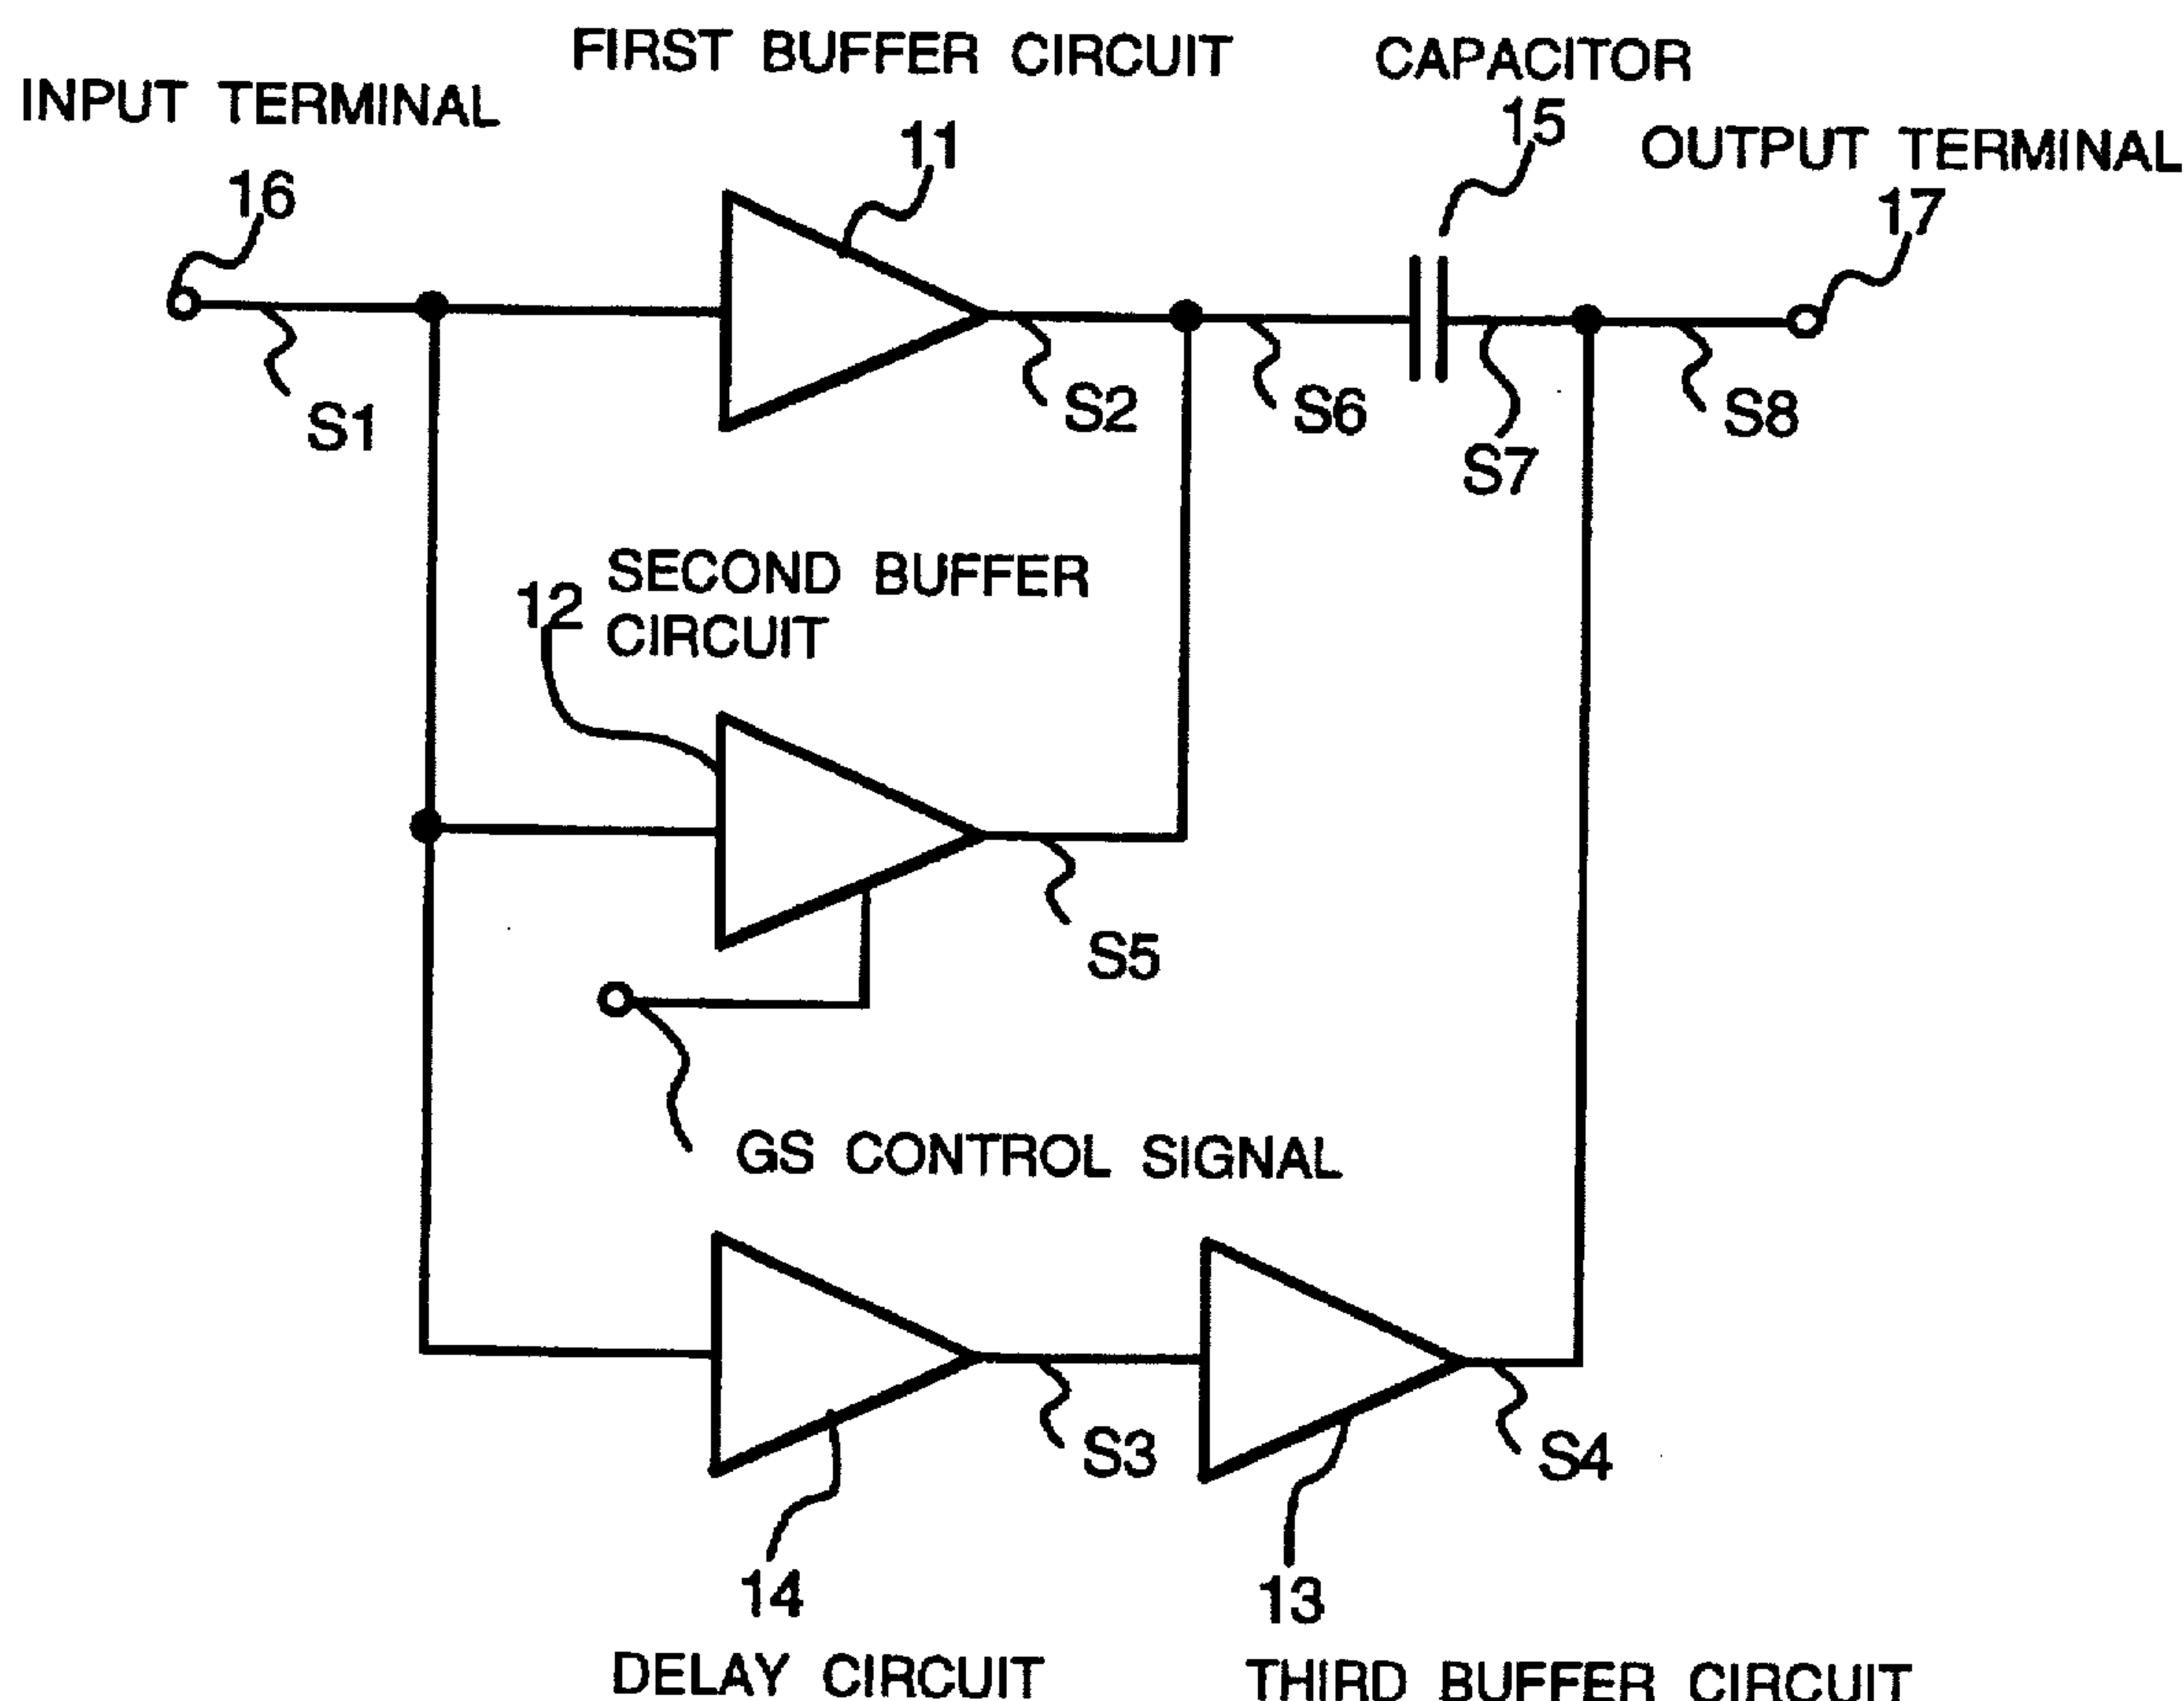 FIRST BUFFER CIRCUIT
CAPACITOR
INPUT TERMINAL
15
11
OUTPUT TERMINAL
16
17
S1
S2
S6
S8
S7
SECOND BUFFER
12
CIRCUIT
S5
GS CONTROL SIGNAL
S3
S4
14
13
DELAY CIRCUIT
THIRD BUFFER CIRCUIT